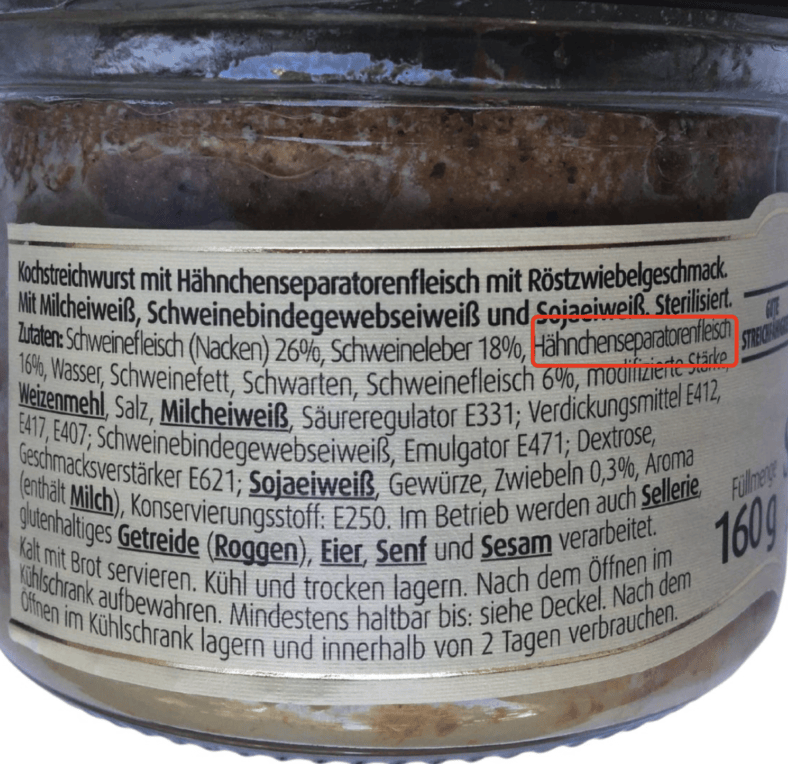 Kochstreichwurst mit Hähnchenseparatorenfleisch mit Röstzwiebelgeschmack.
Mit Milcheiweiß, Schweinebindegewebseiweiß und Sojaeiweiß. Sterilisiert.
Zutaten: Schweinefleisch (Nacken) 26%, Schweineleber 18%, Hähnchenseparatorenfleisch
16%, Wasser, Schweinefett, Schwarten, Schweinefleisch 6%, modifizierte Stärke,
Weizenmehl, Salz, Milcheiweiß, Säureregulator E331; Verdickungsmittel E412,
E417, E407; Schweinebindegewebseiweiß, Emulgator E471; Dextrose,
Geschmacksverstärker E621; Sojaeiweiß, Gewürze, Zwiebeln 0,3%, Aroma
(enthält Milch), Konservierungsstoff: E250. Im Betrieb werden auch Sellerie,
glutenhaltiges Getreide (Roggen), Eier, Senf und Sesam verarbeitet.
Kalt mit Brot servieren. Kühl und trocken lagern. Nach dem Öffnen im
Kühlschrank aufbewahren. Mindestens haltbar bis: siehe Deckel. Nach dem
Öffnen im Kühlschrank lagern und innerhalb von 2 Tagen verbrauchen.
GUTE
Füllmenge
160g